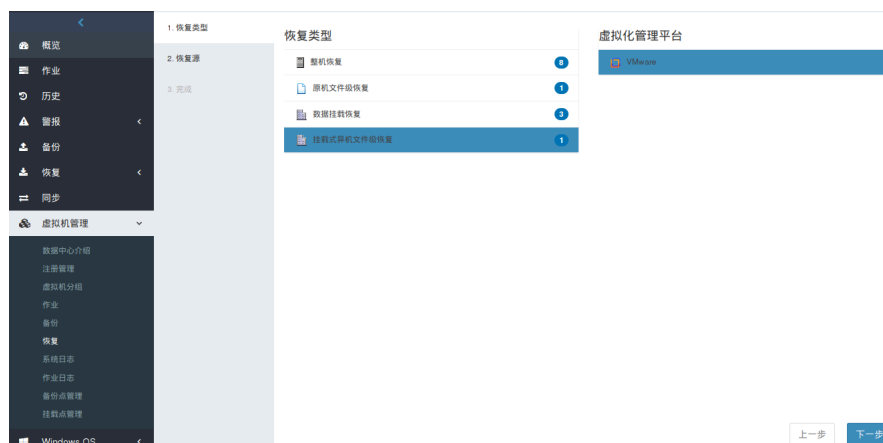 概览
作业
历史
警报
备份
恢复
同步
虚拟机管理
数据中心介绍
注册管理
虚拟机分组
作业
备份
恢复
系统日志
作业日志
备份点管理
挂载点管理
Windows OS
1. 恢复类型
2. 恢复源
3. 完成
恢复类型
整机恢复 8
原机文件级恢复 1
数据挂载恢复 3
挂载式异机文件级恢复 1
虚拟化管理平台
VMware
上一步 下一步